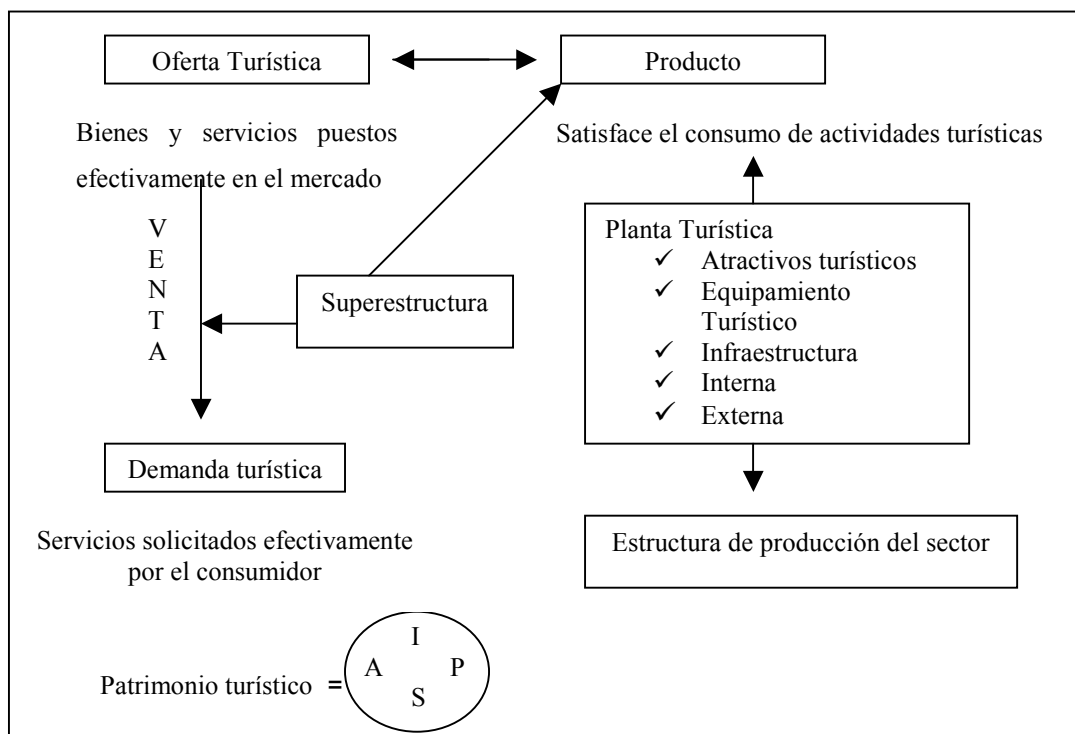 Oferta Turística
Producto
Bienes y servicios puestos
efectivamente en el mercado
Satisface el consumo de actividades turísticas
V
E
N
T
A
Superestructura
Planta Turística
✓ Atractivos turísticos
✓ Equipamiento
Turístico
✓ Infraestructura
✓ Interna
✓ Externa
Demanda turística
Servicios solicitados efectivamente
por el consumidor
Estructura de producción del sector
Patrimonio turístico =
I
A P
S